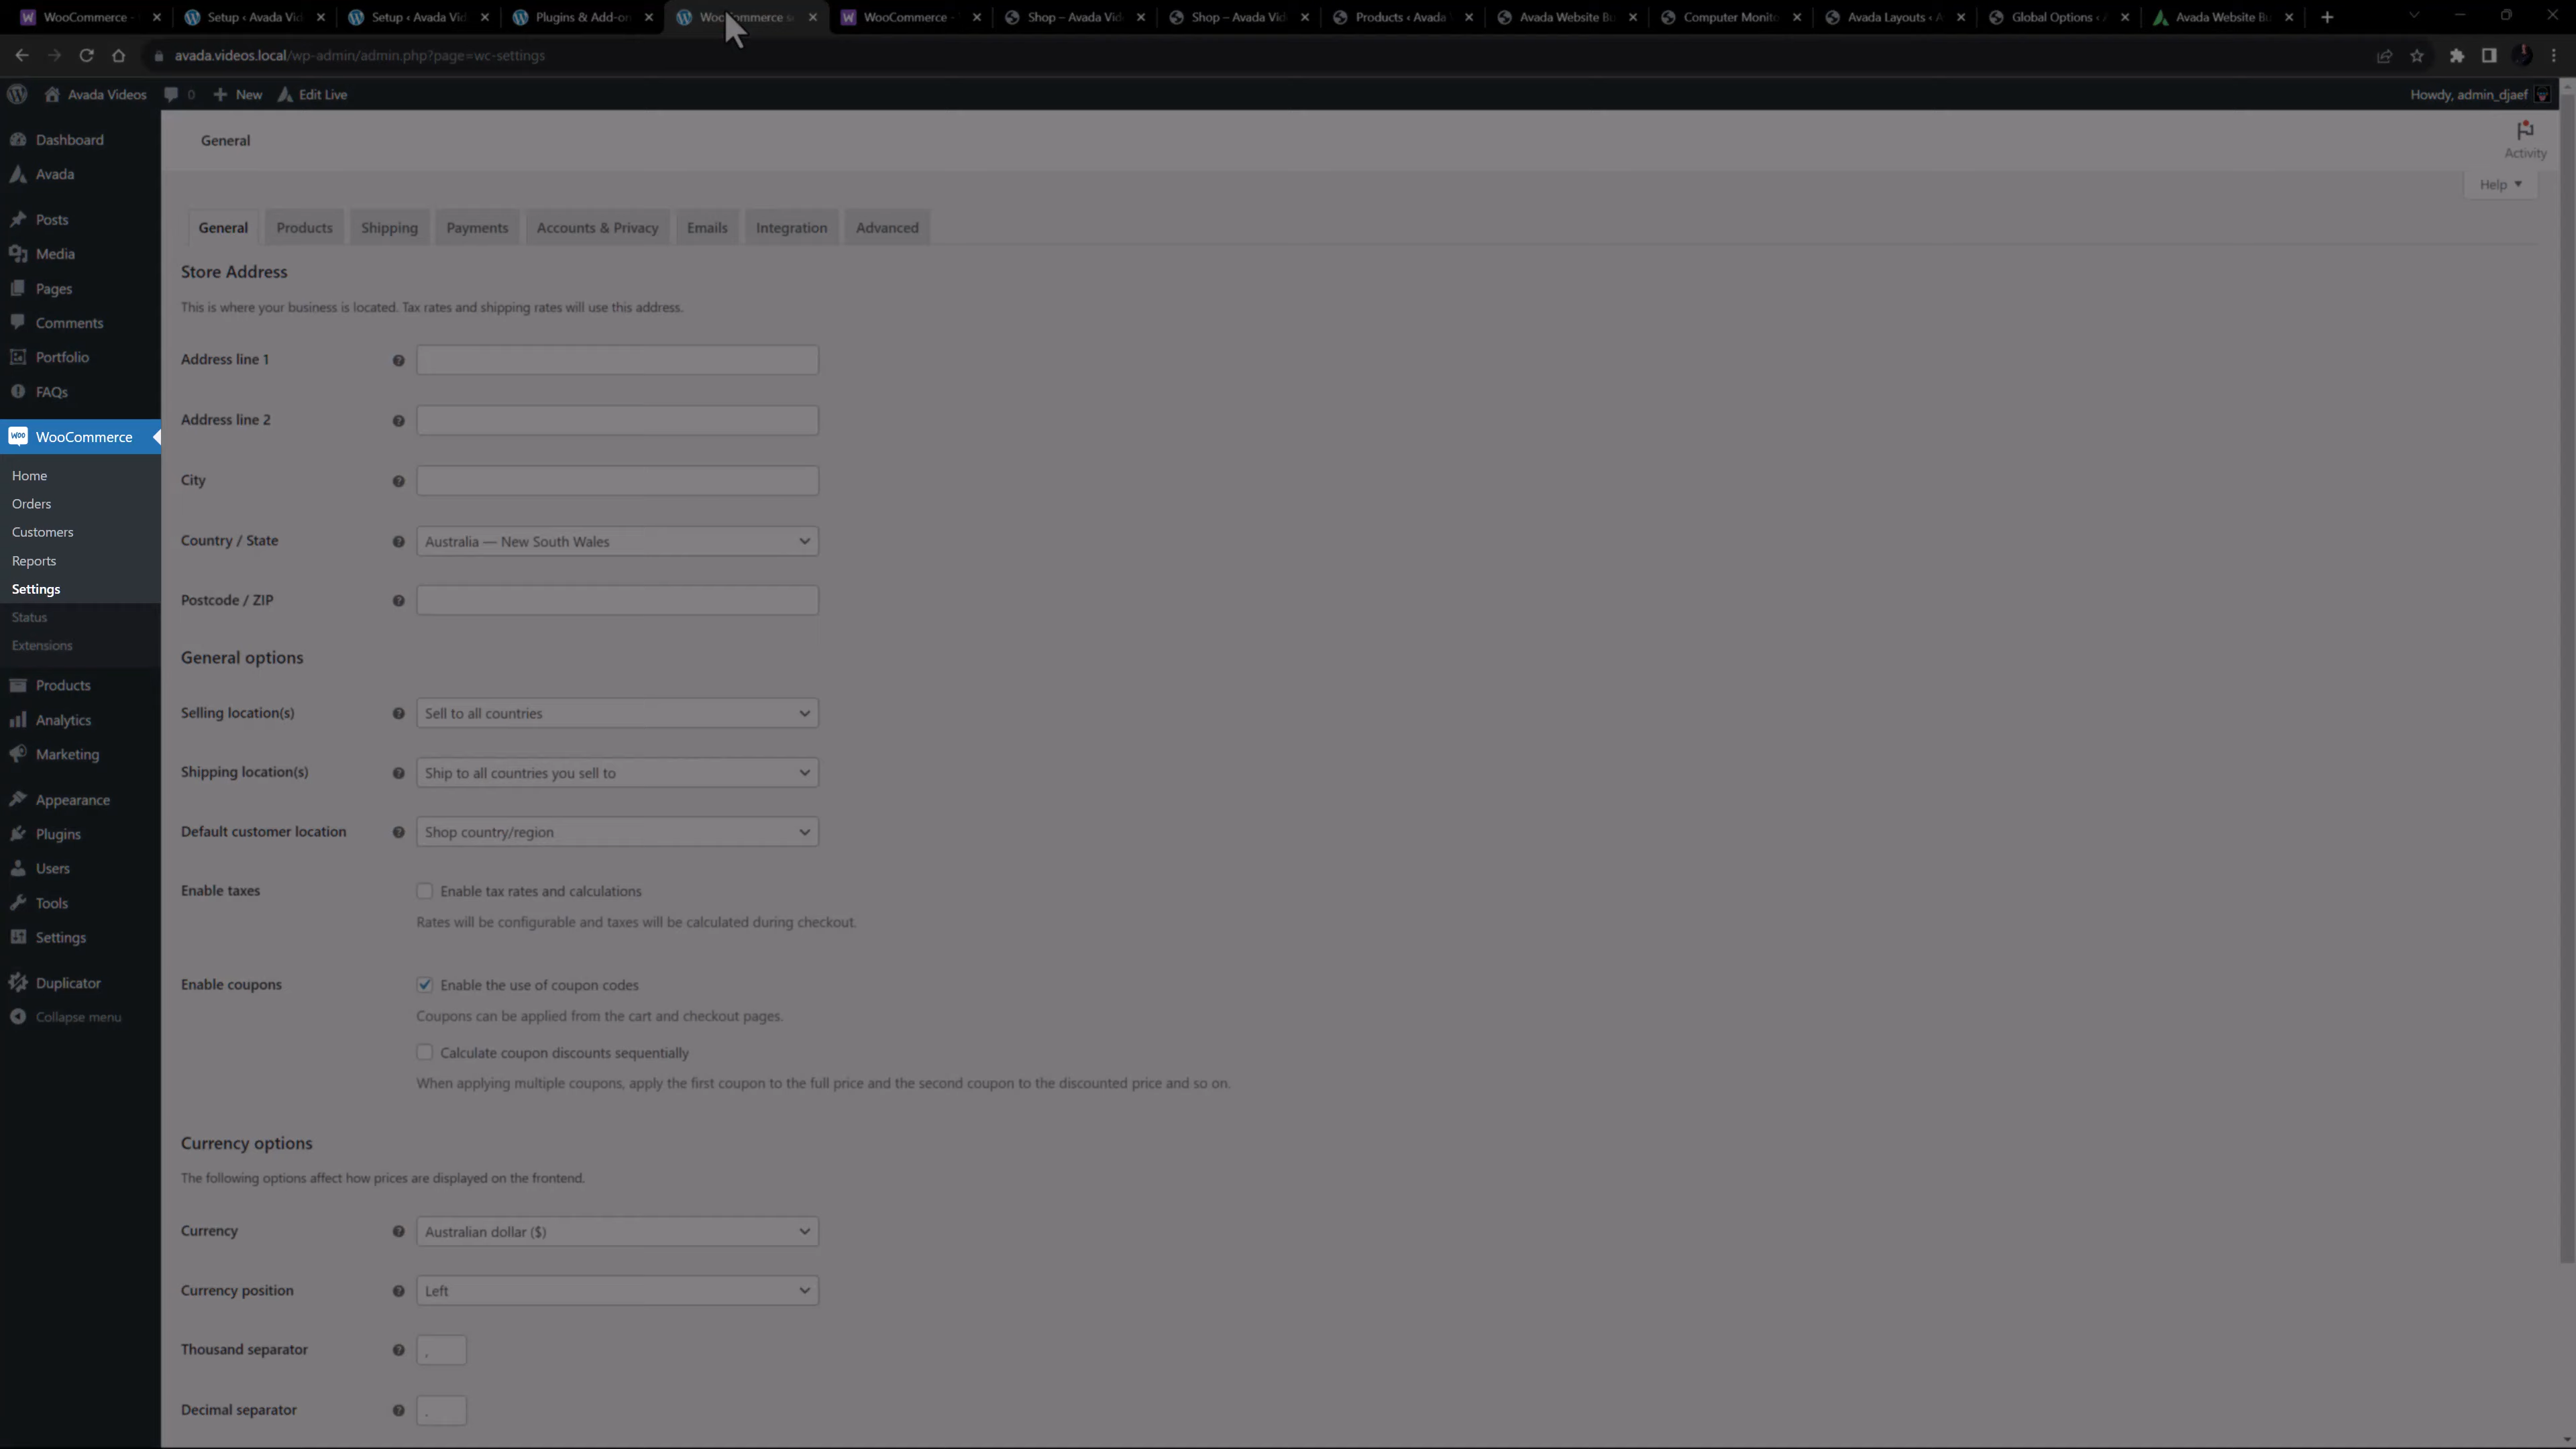 WooCommerce -
Setup ‹ Avada Vid
Setup ‹ Avada Vid
Plugins & Add-on
WooCommerce s
WooCommerce -
Shop – Avada Vid
Shop – Avada Vid
Products ‹ Avada
Avada Website Bu
Computer Monito
Avada Layouts ‹ A
Global Options ‹
Avada Website Bu
avada.videos.local/wp-admin/admin.php?page=wc-settings
Avada Videos
0
New
Edit Live
Howdy, admin_djaef
Dashboard
Avada
Posts
Media
Pages
Comments
Portfolio
FAQs
WooCommerce
Home
Orders
Customers
Reports
Settings
Status
Extensions
Products
Analytics
Marketing
Appearance
Plugins
Users
Tools
Settings
Duplicator
Collapse menu
General
Activity
Help
General
Products
Shipping
Payments
Accounts & Privacy
Emails
Integration
Advanced
Store Address
This is where your business is located. Tax rates and shipping rates will use this address.
Address line 1
Address line 2
City
Country / State
Australia — New South Wales
Postcode / ZIP
General options
Selling location(s)
Sell to all countries
Shipping location(s)
Ship to all countries you sell to
Default customer location
Shop country/region
Enable taxes
Enable tax rates and calculations
Rates will be configurable and taxes will be calculated during checkout.
Enable coupons
Enable the use of coupon codes
Coupons can be applied from the cart and checkout pages.
Calculate coupon discounts sequentially
When applying multiple coupons, apply the first coupon to the full price and the second coupon to the discounted price and so on.
Currency options
The following options affect how prices are displayed on the frontend.
Currency
Australian dollar ($)
Currency position
Left
Thousand separator
,
Decimal separator
.